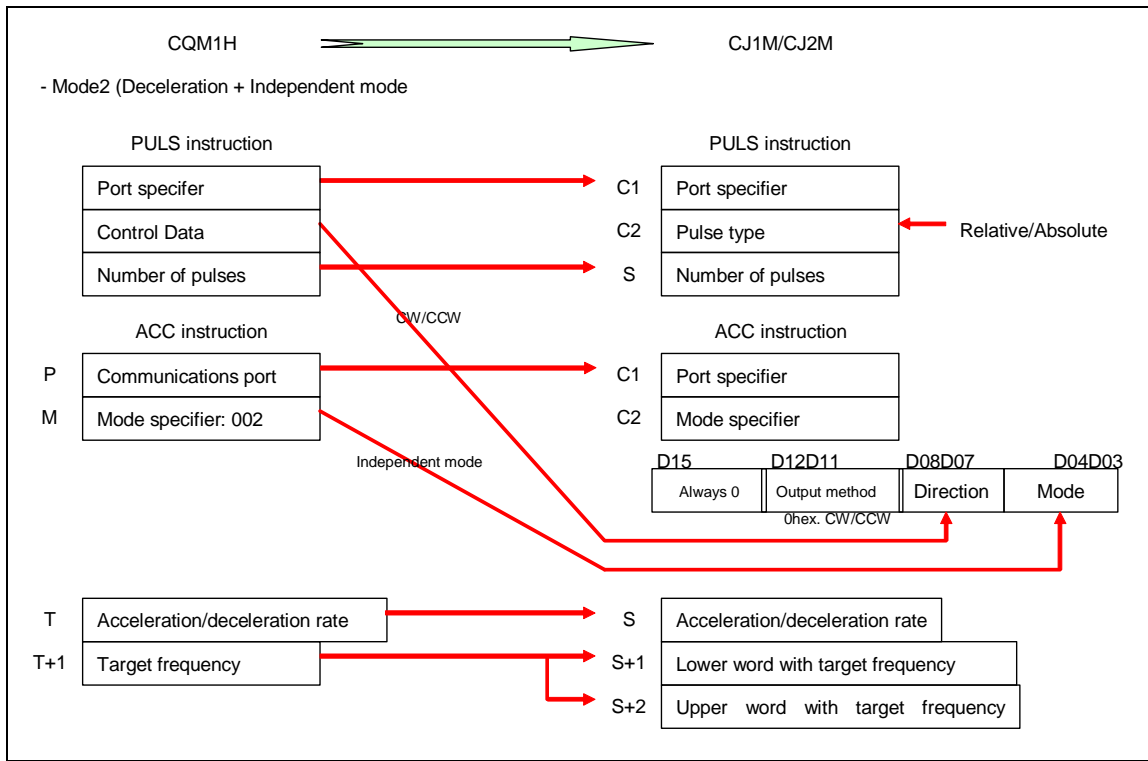 CQM1H CJ1M/CJ2M
- Mode2 (Deceleration + Independent mode
PULS instruction PULS instruction
Port specifer C1 Port specifier
Control Data C2 Pulse type Relative/Absolute
Number of pulses S Number of pulses
CW/CCW
ACC instruction ACC instruction
P Communications port C1 Port specifier
M Mode specifier: 002 C2 Mode specifier
Independent mode D15 D12D11 D08D07 D04D03
Always 0 Output method Direction Mode
0hex. CW/CCW
T Acceleration/deceleration rate S Acceleration/deceleration rate
T+1 Target frequency S+1 Lower word with target frequency
S+2 Upper word with target frequency